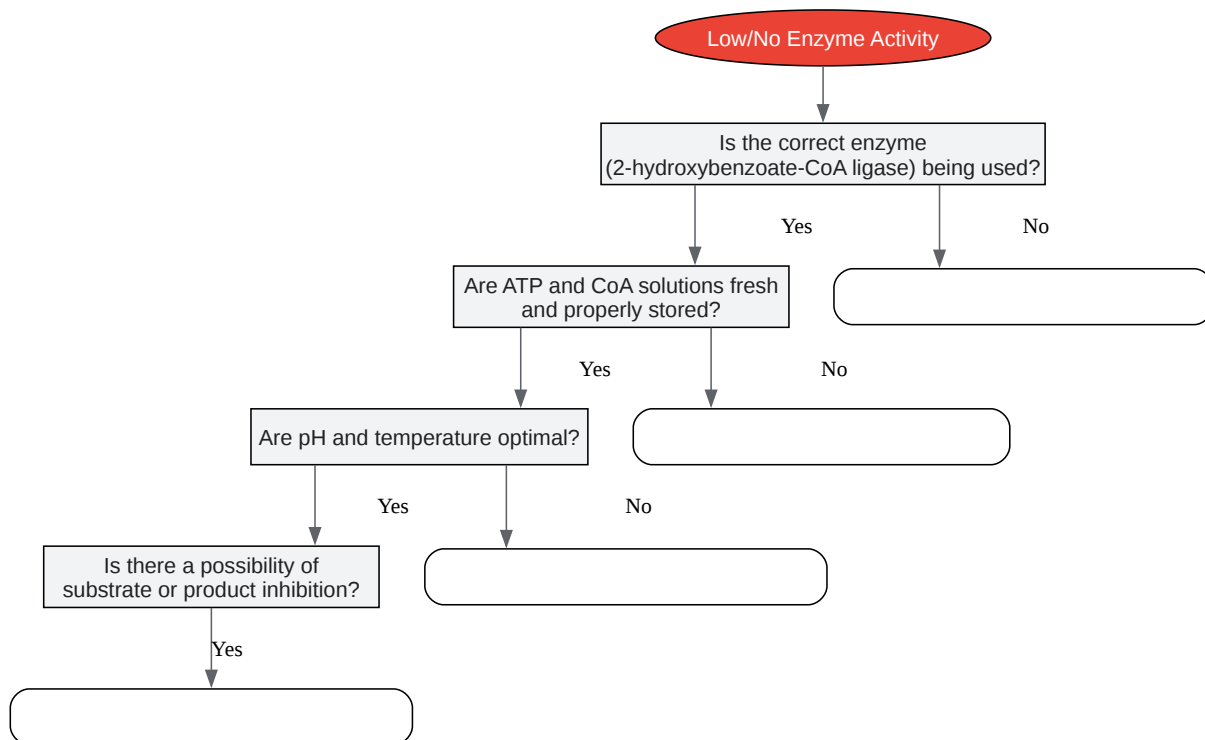 Low/No Enzyme Activity
Is the correct enzyme
(2-hydroxybenzoate-CoA ligase) being used?
Yes
No
Are ATP and CoA solutions fresh
and properly stored?
Yes
No
Are pH and temperature optimal?
Yes
No
Is there a possibility of
substrate or product inhibition?
Yes